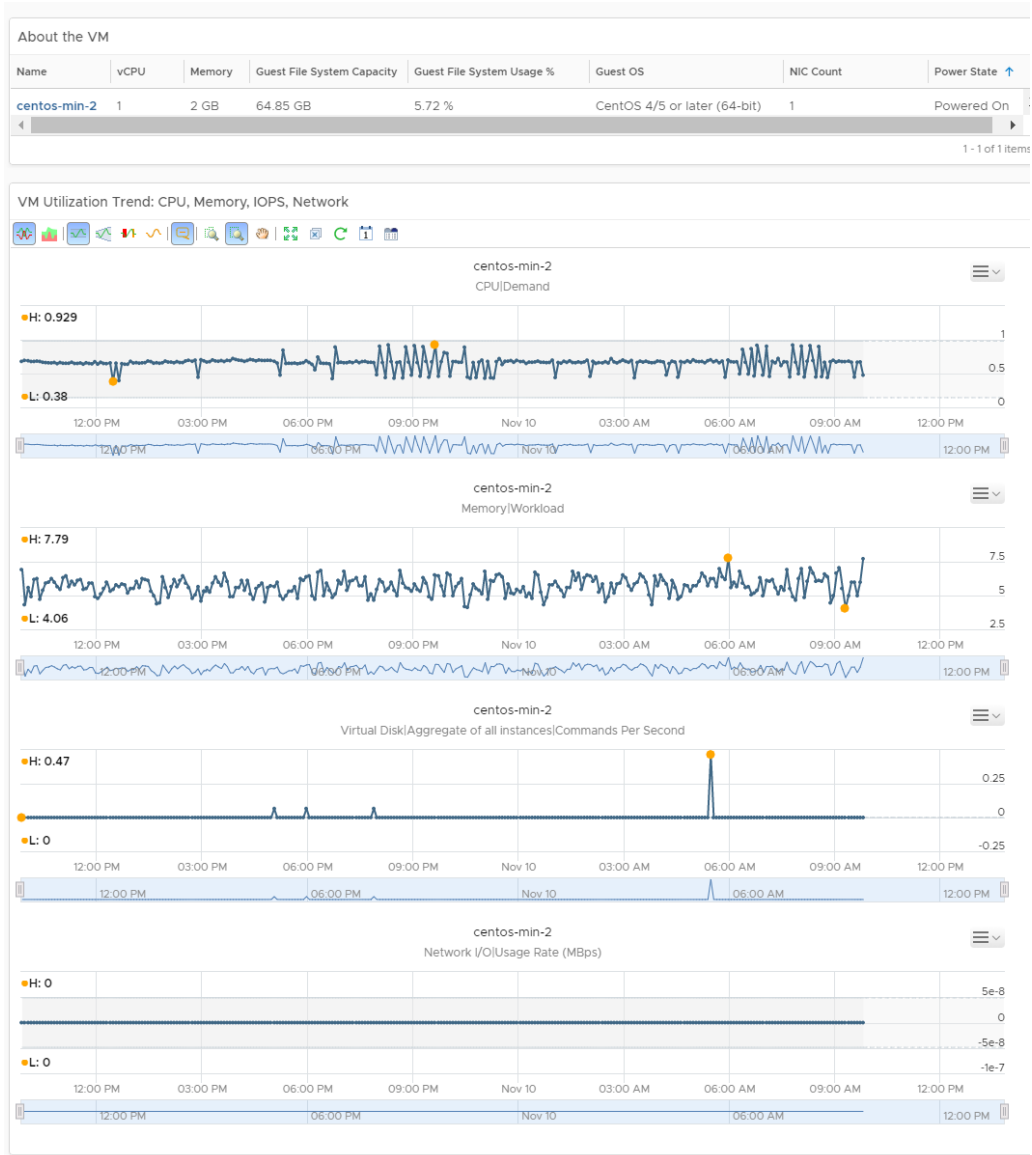 About the VM
Name vCPU Memory Guest File System Capacity Guest File System Usage % Guest OS NIC Count Power State ↑
centos-min-2 1 2 GB 64.85 GB 5.72 % CentOS 4/5 or later (64-bit) 1 Powered On
1 - 1 of 1 items
VM Utilization Trend: CPU, Memory, IOPS, Network
1
centos-min-2
CPU|Demand
H: 0.929
1
0.5
L: 0.38
0
12:00 PM 03:00 PM 06:00 PM 09:00 PM Nov 10 03:00 AM 06:00 AM 09:00 AM 12:00 PM
12:00 PM 06:00 PM Nov 10 06:00 AM 12:00 PM
centos-min-2
Memory|Workload
H: 7.79
7.5
5
L: 4.06
2.5
12:00 PM 03:00 PM 06:00 PM 09:00 PM Nov 10 03:00 AM 06:00 AM 09:00 AM 12:00 PM
12:00 PM 06:00 PM Nov 10 06:00 AM 12:00 PM
centos-min-2
Virtual Disk|Aggregate of all instances|Commands Per Second
H: 0.47
0.25
0
L: 0
-0.25
12:00 PM 03:00 PM 06:00 PM 09:00 PM Nov 10 03:00 AM 06:00 AM 09:00 AM 12:00 PM
12:00 PM 06:00 PM Nov 10 06:00 AM 12:00 PM
centos-min-2
Network I/O|Usage Rate (MBps)
H: 0
5e-8
0
-5e-8
L: 0
-1e-7
12:00 PM 03:00 PM 06:00 PM 09:00 PM Nov 10 03:00 AM 06:00 AM 09:00 AM 12:00 PM
12:00 PM 06:00 PM Nov 10 06:00 AM 12:00 PM